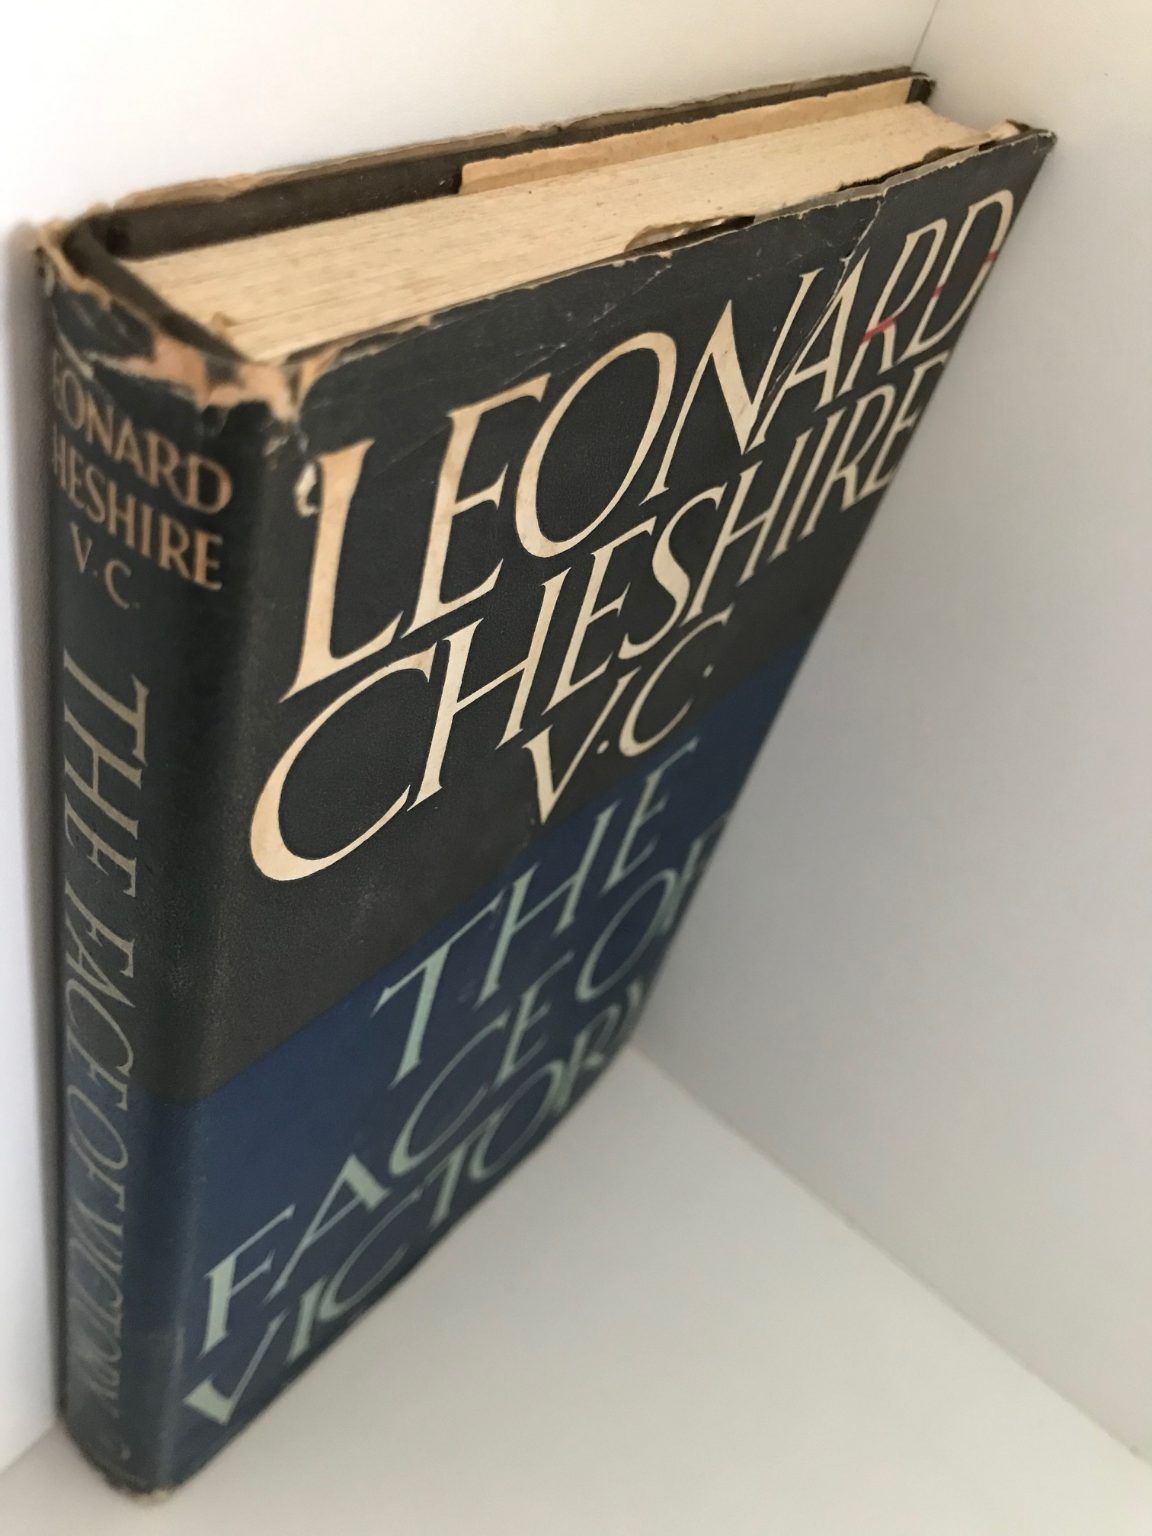 LEONARD
CHESHIRE
V.C.
THE
FACE OF
VICTORY
LEONARD
CHESHIRE
V.C.
THE FACE OF VICTORY